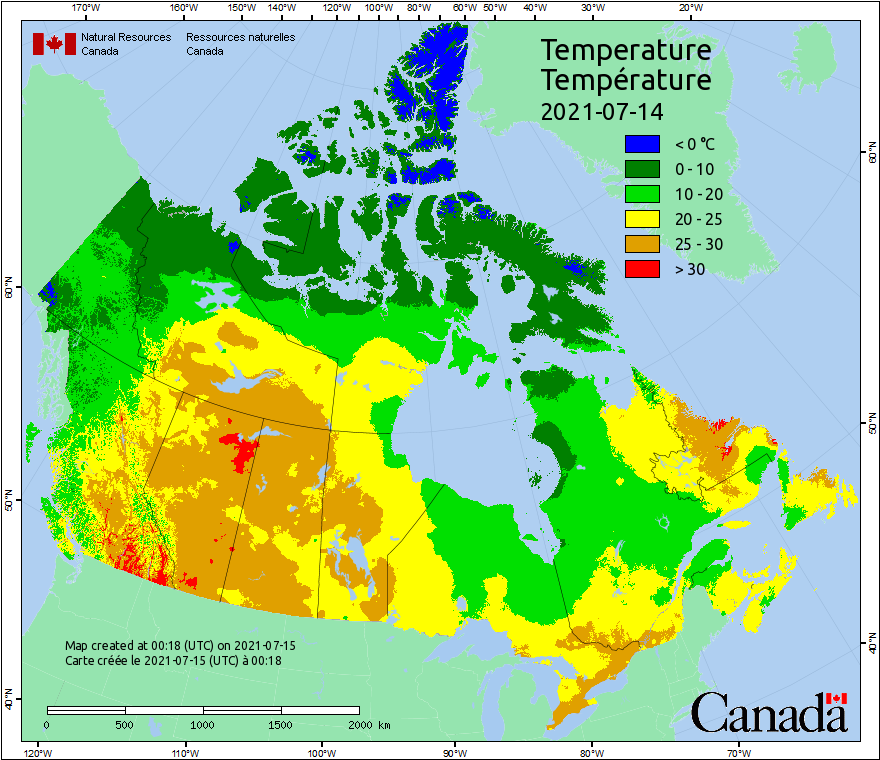 170°W 160°W 150°W 140°W 120°W 100°W 80°W 60°W 50°W 40°W 30°W 20°W
Natural Resources Ressources naturelles
Canada Canada
Temperature
Température
2021-07-14
< 0 °C
0 - 10
10 - 20
20 - 25
25 - 30
> 30
60°N
60°N
50°N
50°N
40°N
40°N
Map created at 00:18 (UTC) on 2021-07-15
Carte créée le 2021-07-15 (UTC) à 00:18
0 500 1000 1500 2000 km
Canada
120°W 110°W 100°W 90°W 80°W 70°W